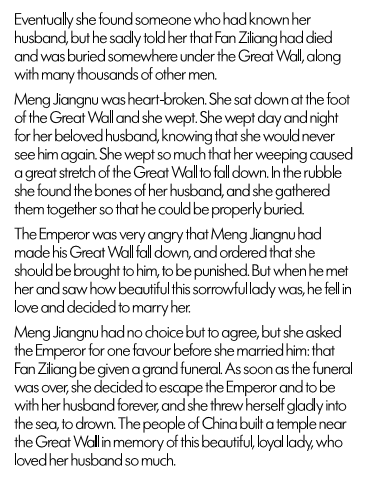 Eventually she found someone who had known her
husband, but he sadly told her that Fan Ziliang had died
and was buried somewhere under the Great Wall, along
with many thousands of other men.
Meng Jiangnu was heart-broken. She sat down at the foot
of the Great Wall and she wept. She wept day and night
for her beloved husband, knowing that she would never
see him again. She wept so much that her weeping caused
a great stretch of the Great Wall to fall down. In the rubble
she found the bones of her husband, and she gathered
them together so that he could be properly buried.
The Emperor was very angry that Meng Jiangnu had
made his Great Wall fall down, and ordered that she
should be brought to him, to be punished. But when he met
her and saw how beautiful this sorrowful lady was, he fell in
love and decided to marry her.
Meng Jiangnu had no choice but to agree, but she asked
the Emperor for one favour before she married him: that
Fan Ziliang be given a grand funeral. As soon as the funeral
was over, she decided to escape the Emperor and to be
with her husband forever, and she threw herself gladly into
the sea, to drown. The people of China built a temple near
the Great Wall in memory of this beautiful, loyal lady, who
loved her husband so much.